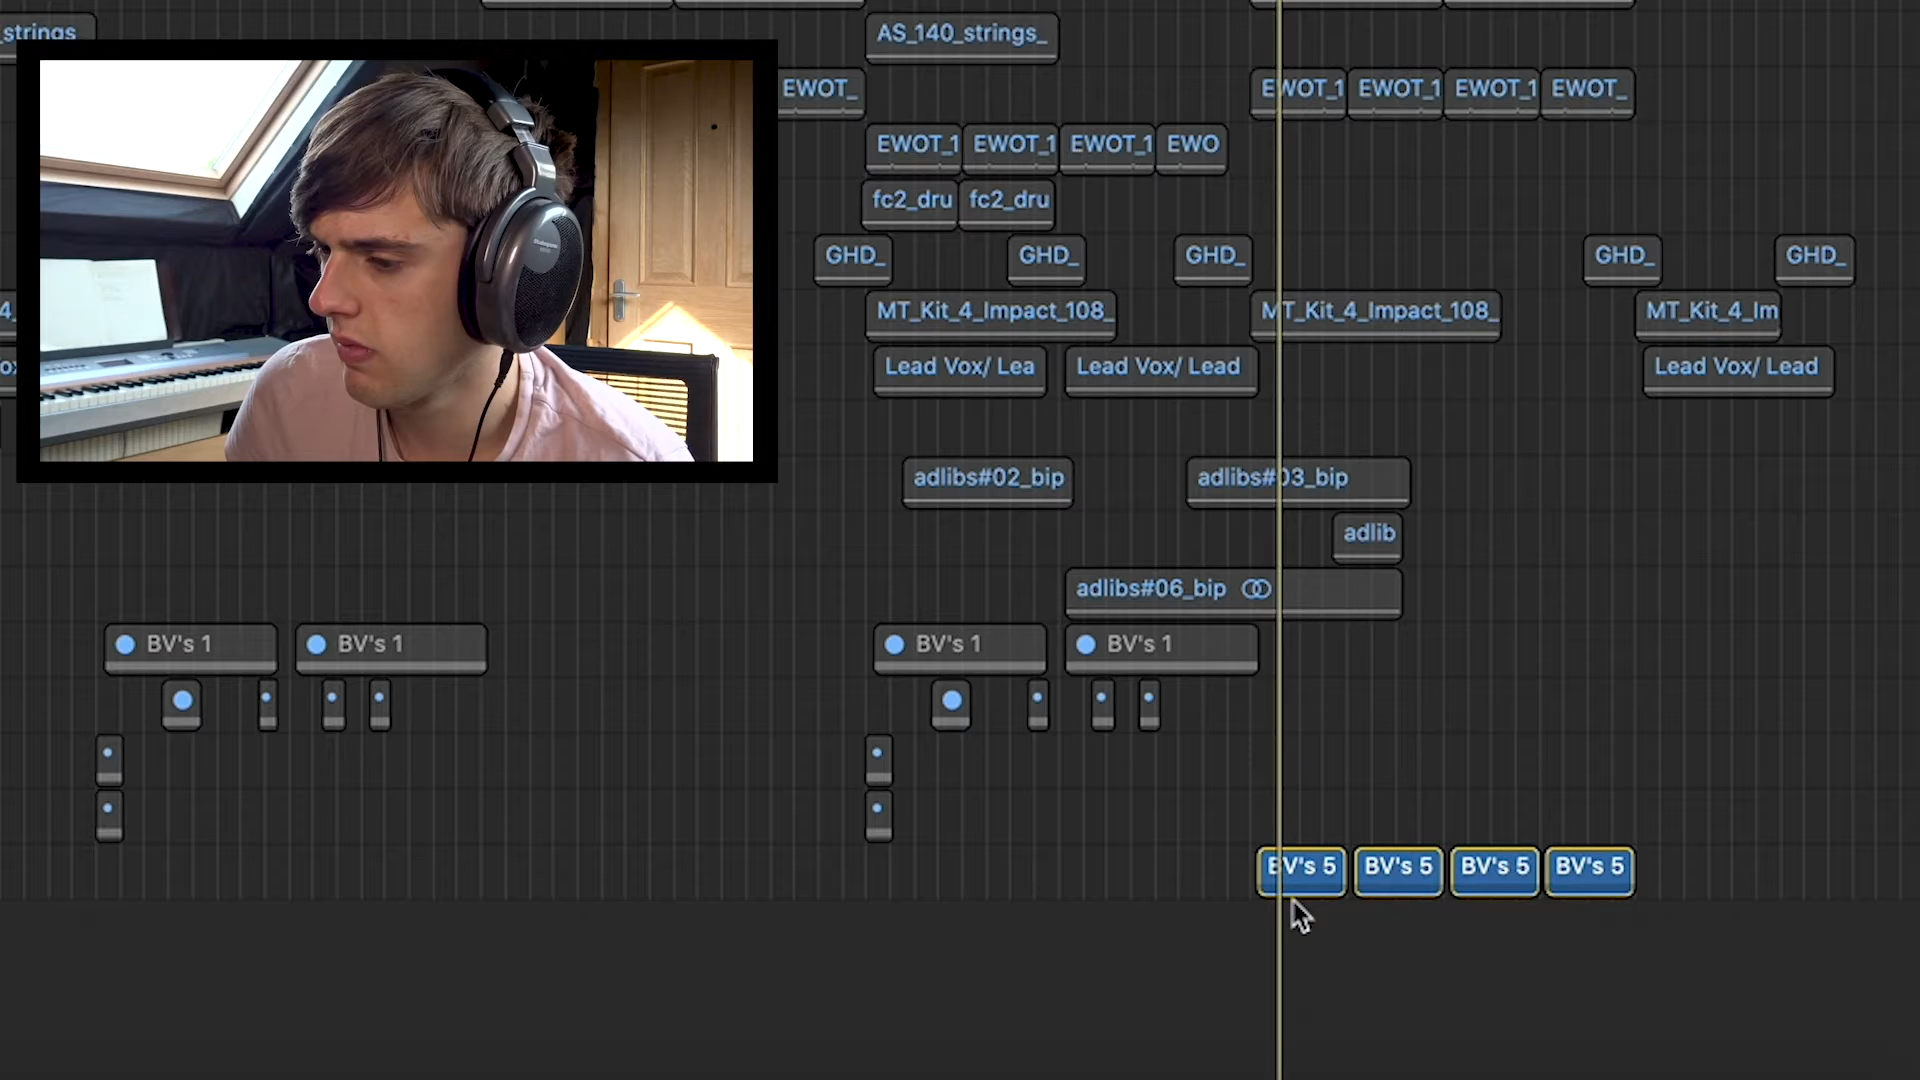 _strings
AS_140_strings_
EWOT_
EWOT_1
EWOT_1
EWOT_1
EWOT_
EWOT_1
EWOT_1
EWOT_1
EWO
fc2_dru
fc2_dru
GHD_
GHD_
GHD_
GHD_
GHD_
4_
MT_Kit_4_Impact_108_
MT_Kit_4_Impact_108_
MT_Kit_4_Im
Lead Vox/ Lea
Lead Vox/ Lead
Lead Vox/ Lead
adlibs#02_bip
adlibs#03_bip
adlib
adlibs#06_bip
BV's 1
BV's 1
BV's 1
BV's 1
BV's 5
BV's 5
BV's 5
BV's 5